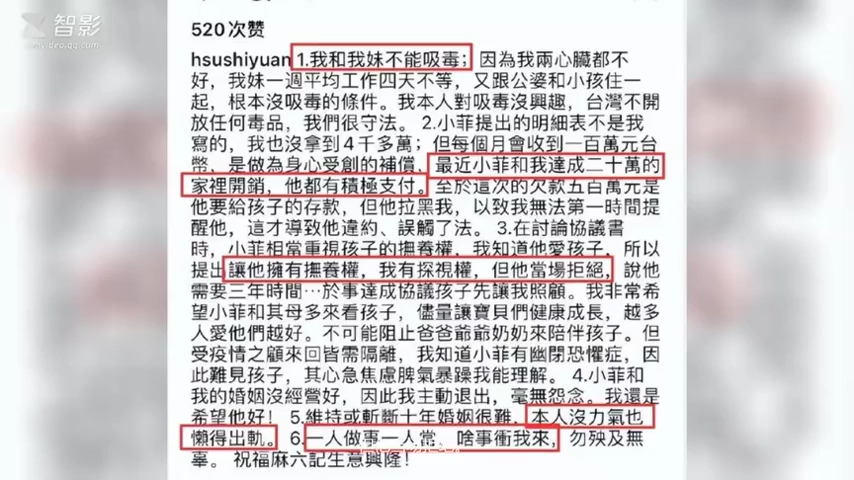 智影
zenvideo.qq.com
520次赞
hsushiyuan 1.我和我妹不能吸毒；因為我兩心臟都不
好，我妹一週平均工作四天不等，又跟公婆和小孩住一
起，根本沒吸毒的條件。我本人對吸毒沒興趣，台灣不開
放任何毒品，我們很守法。2.小菲提出的明細表不是我
寫的，我也沒拿到４千多萬；但每個月會收到一百萬元台
幣，是做為身心受創的補償，最近小菲和我達成二十萬的
家裡開銷，他都有積極支付。至於這次的欠款五百萬元是
他要給孩子的存款，但他拉黑我，以致我無法第一時間提
醒他，這才導致他違約、誤觸了法。3.在討論協議書
時，小菲相當重視孩子的撫養權，我知道他愛孩子，所以
提出讓他擁有撫養權，我有探視權，但他當場拒絕，說他
需要三年時間⋯於事達成協議孩子先讓我照顧。我非常希
望小菲和其母多來看孩子，儘量讓寶貝們健康成長，越多
人愛他們越好。不可能阻止爸爸爺爺奶奶來陪伴孩子。但
受疫情之顧來回皆需隔離，我知道小菲有幽閉恐懼症，因
此難見孩子，其心急焦慮脾氣暴躁我能理解。4.小菲和
我的婚姻沒經營好，因此我主動退出，毫無怨念。我還是
希望他好！ 5.維持或斬斷十年婚姻很難，本人沒力氣也
懶得出軌。6.一人做事一人當，啥事衝我來，勿殃及無
辜。祝福麻六記生意興隆！